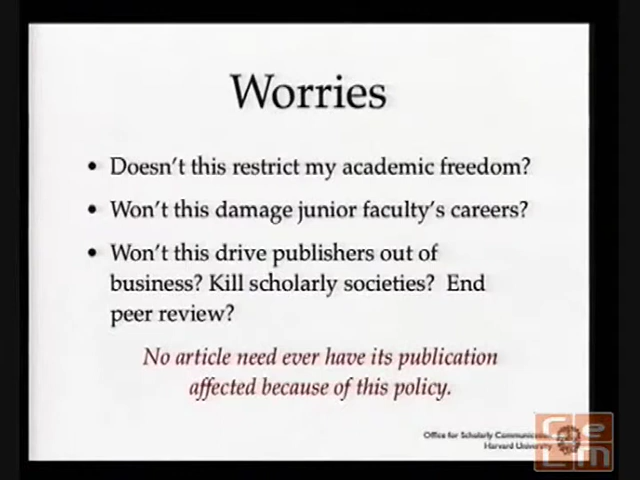 Worries
• Doesn't this restrict my academic freedom?
• Won't this damage junior faculty's careers?
• Won't this drive publishers out of
business? Kill scholarly societies?  End
peer review?
No article need ever have its publication
affected because of this policy.
Office for Scholarly
Harvard University